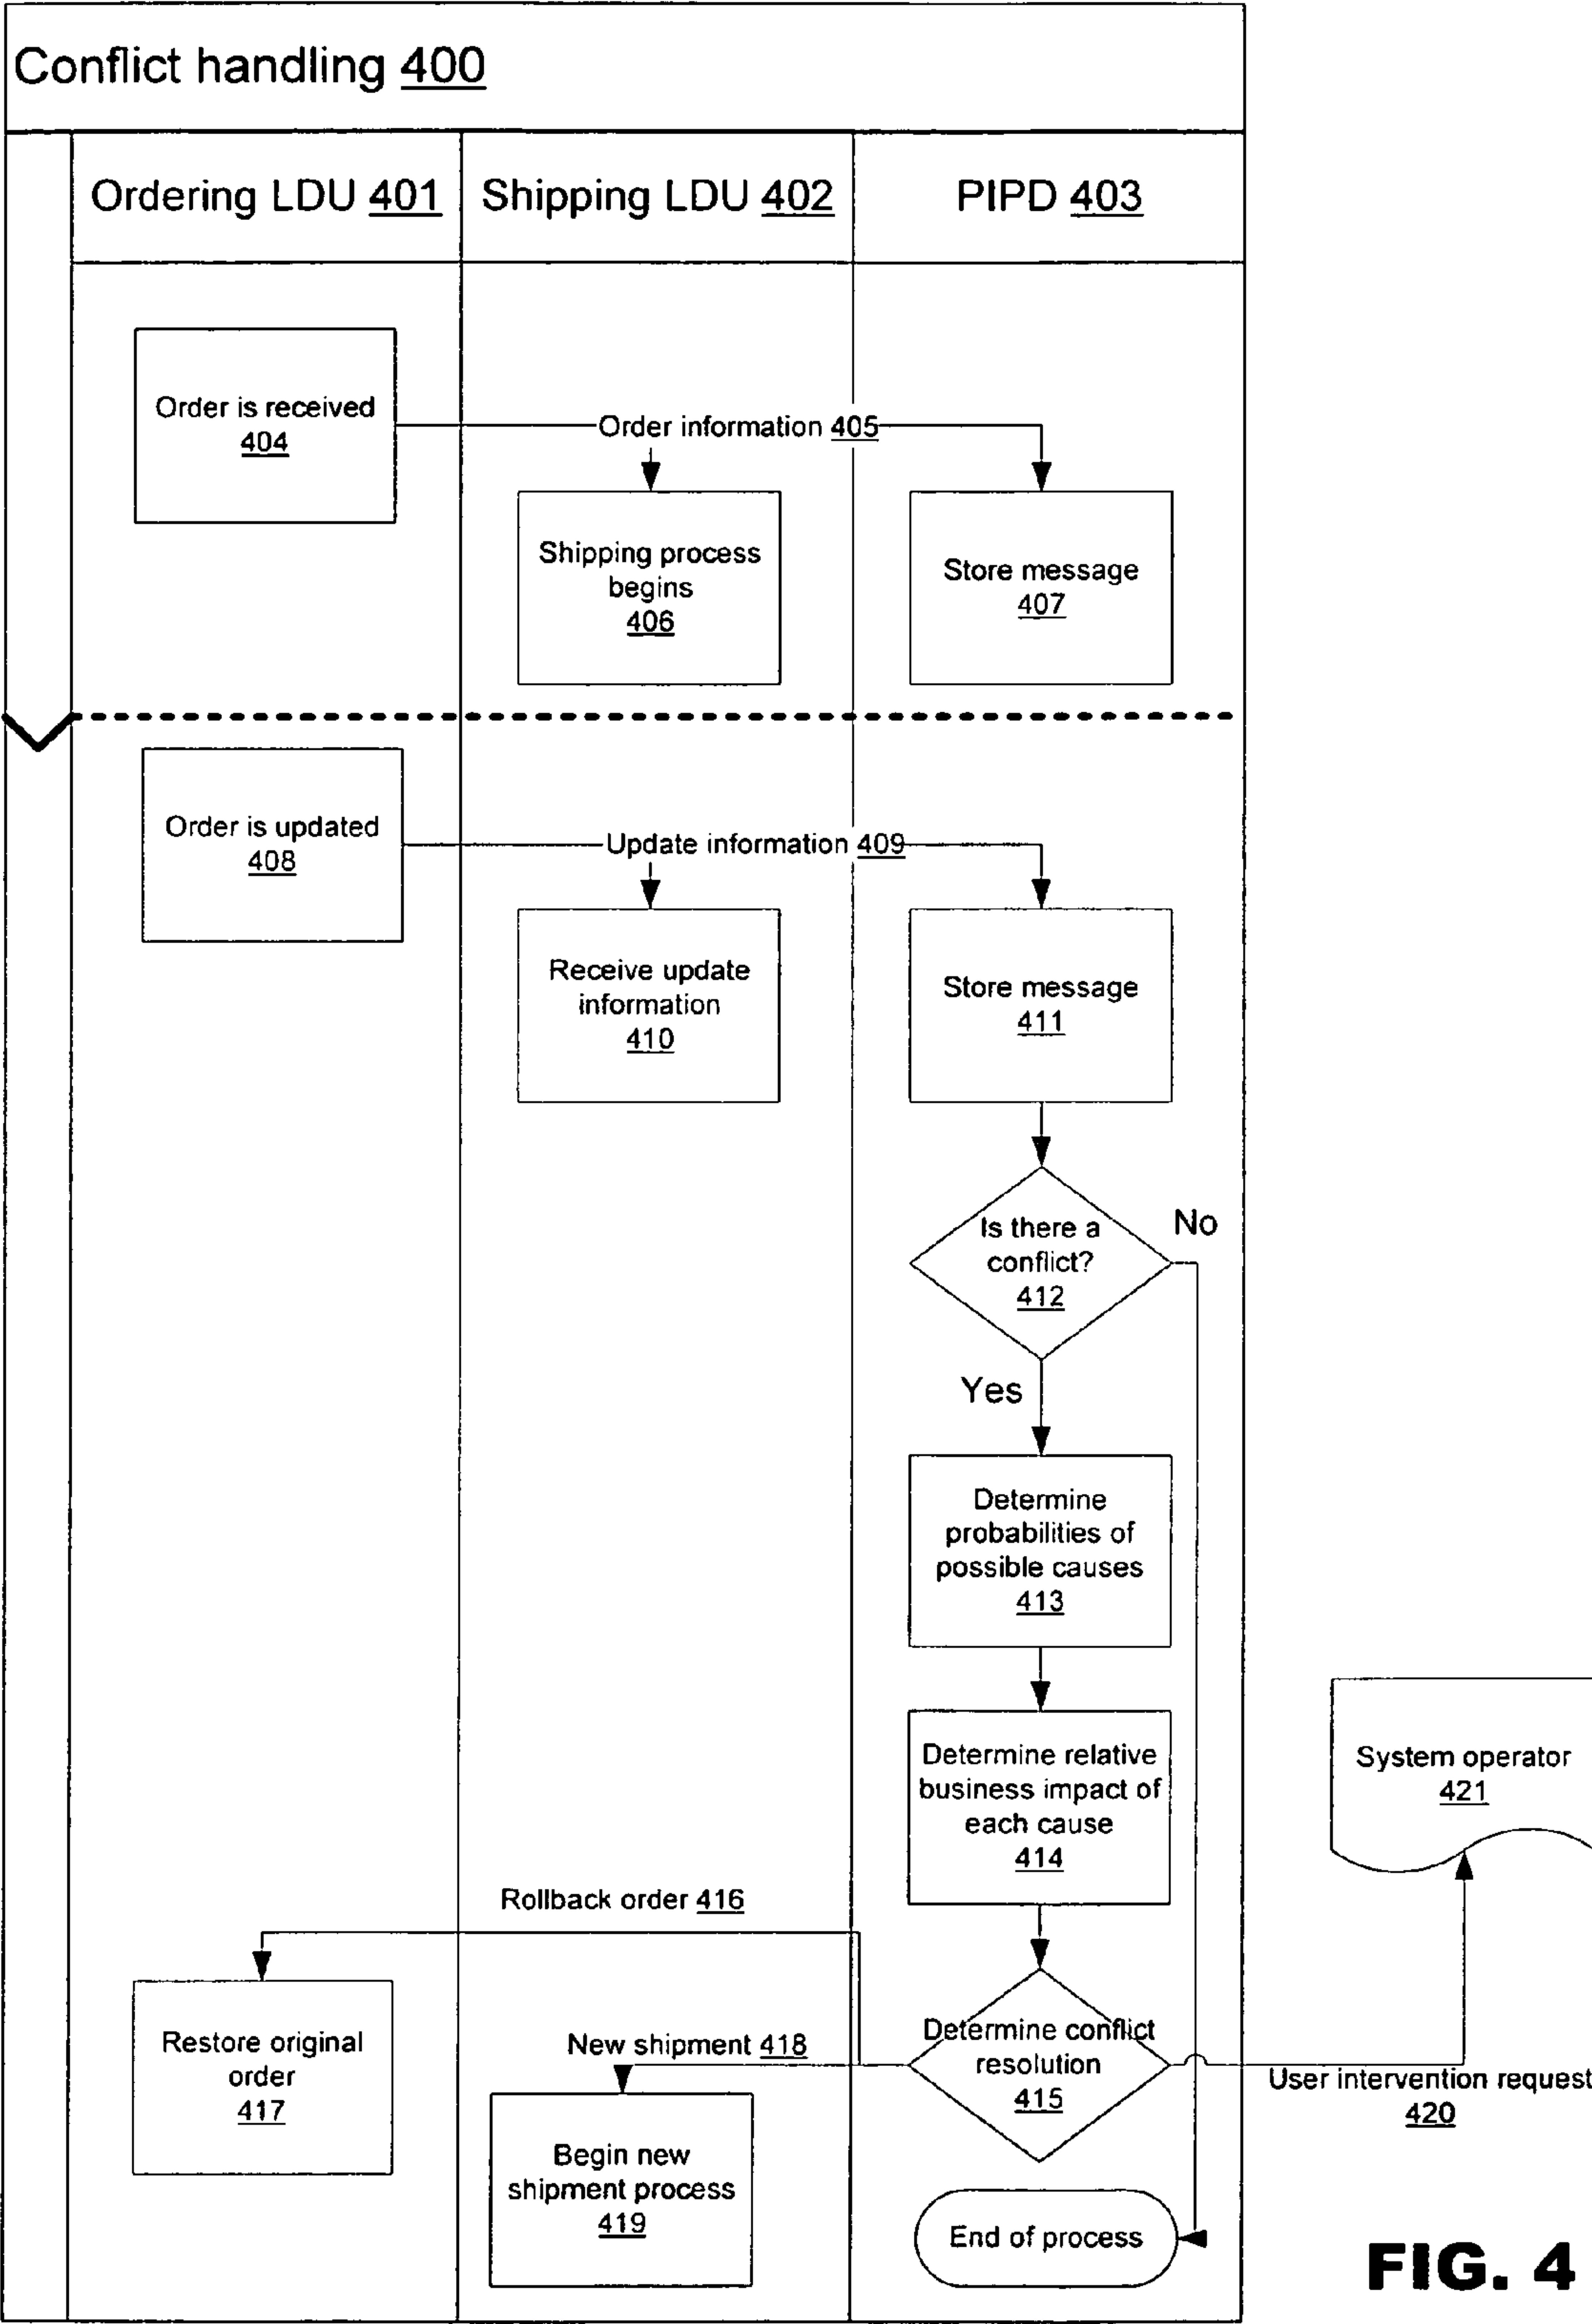 Conflict handling 400
Ordering LDU 401
Shipping LDU 402
PIPD 403
Order is received
404
Order information 405
Shipping process
begins
406
Store message
407
Order is updated
408
Update information 409
Receive update
information
410
Store message
411
Is there a
conflict?
412
No
Yes
Determine
probabilities of
possible causes
413
Determine relative
business impact of
each cause
414
System operator
421
Rollback order 416
Restore original
order
417
New shipment 418
Determine conflict
resolution
415
User intervention request
420
Begin new
shipment process
419
End of process
FIG. 4